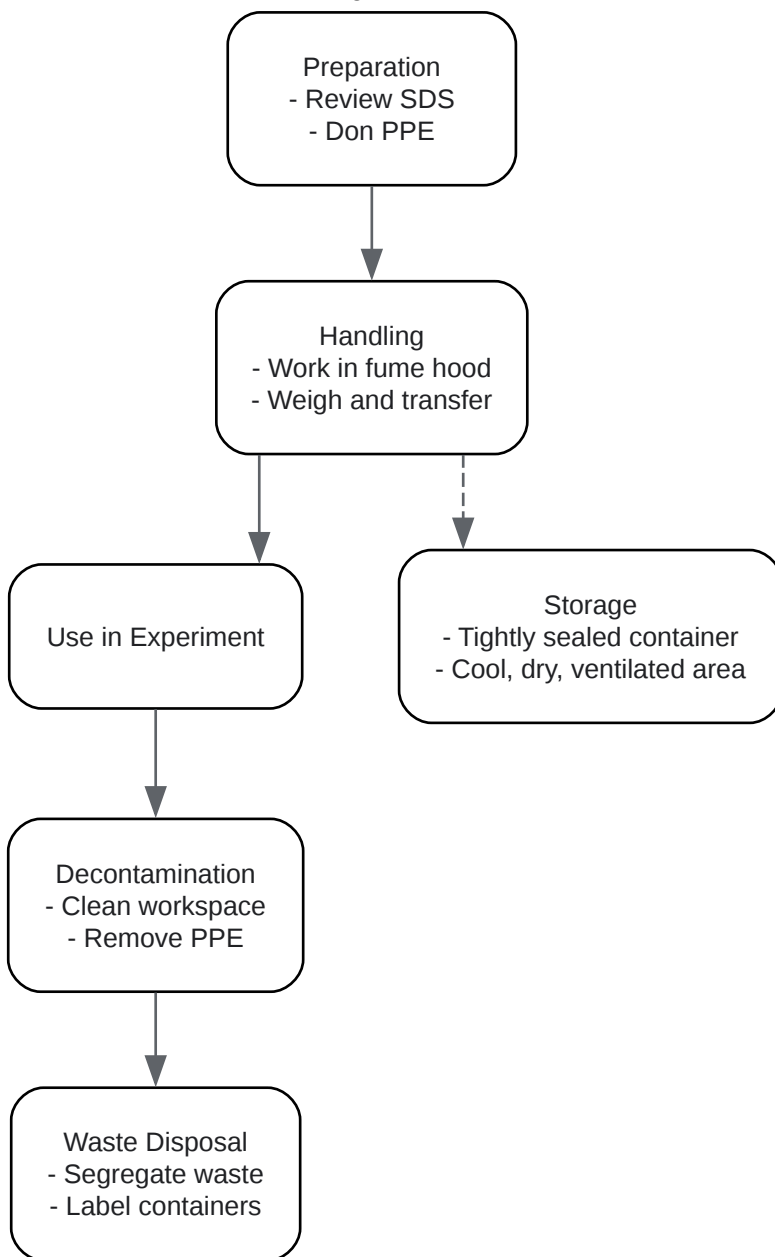 Preparation
- Review SDS
- Don PPE
Handling
- Work in fume hood
- Weigh and transfer
Use in Experiment
Storage
- Tightly sealed container
- Cool, dry, ventilated area
Decontamination
- Clean workspace
- Remove PPE
Waste Disposal
- Segregate waste
- Label containers